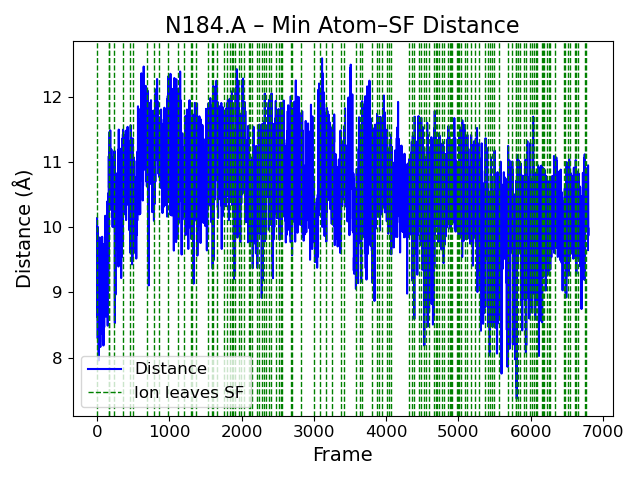 N184.A – Min Atom–SF Distance
Distance (Å)
12
11
10
9
8
Distance
Ion leaves SF
0 1000 2000 3000 4000 5000 6000 7000
Frame